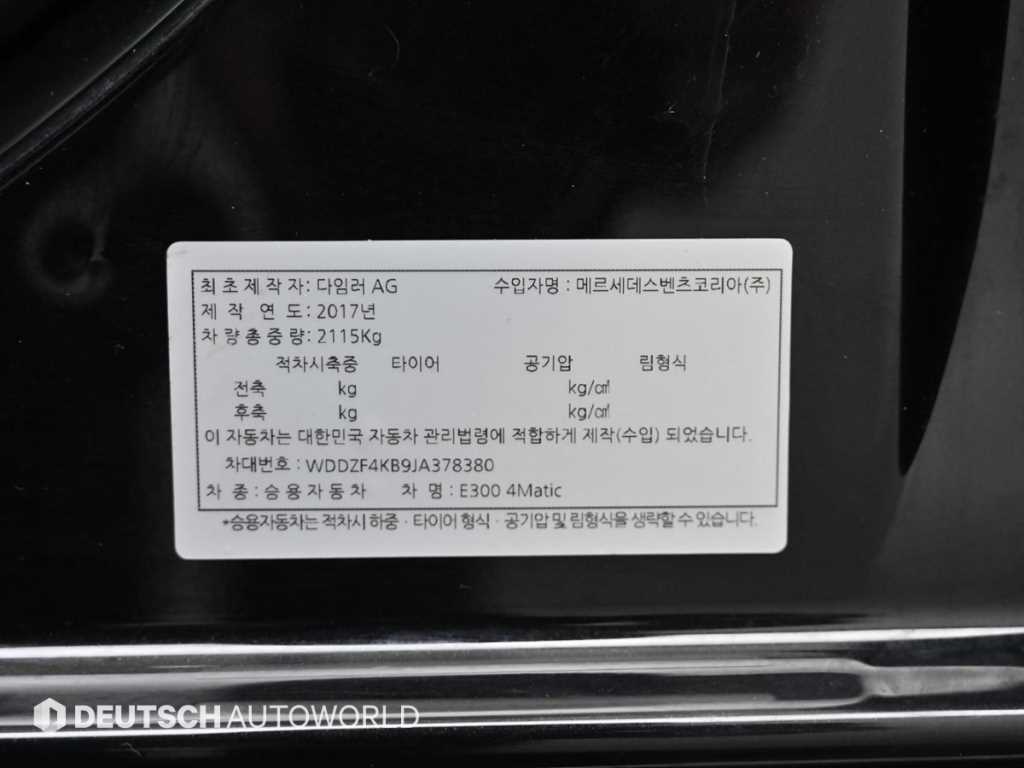 최초제작자: 다임러 AG 수입자명 : 메르세데스벤츠코리아(주)
제 작 연 도: 2017년
차 량 총 중 량: 2115Kg
적차시축중 타이어 공기압 림형식
전축 kg kg/㎠
후축 kg kg/㎠
이 자동차는 대한민국 자동차 관리법령에 적합하게 제작(수입) 되었습니다.
차대번호 : WDDZF4KB9JA378380
차 종 : 승용자동차 차 명 : E300 4Matic
*승용자동차는 적차시 하중 · 타이어 형식 · 공기압 및 림형식을 생략할 수 있습니다.
DEUTSCH AUTOWORLD